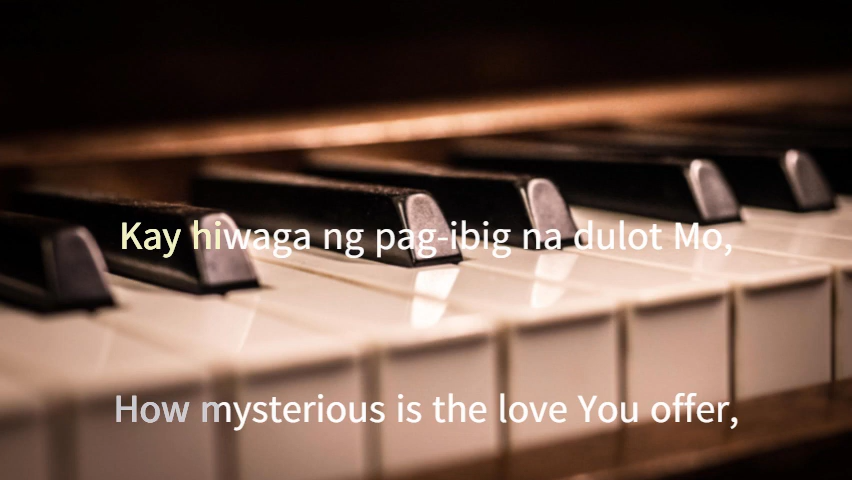 Kay hiwaga ng pag-ibig na dulot Mo,
How mysterious is the love You offer,